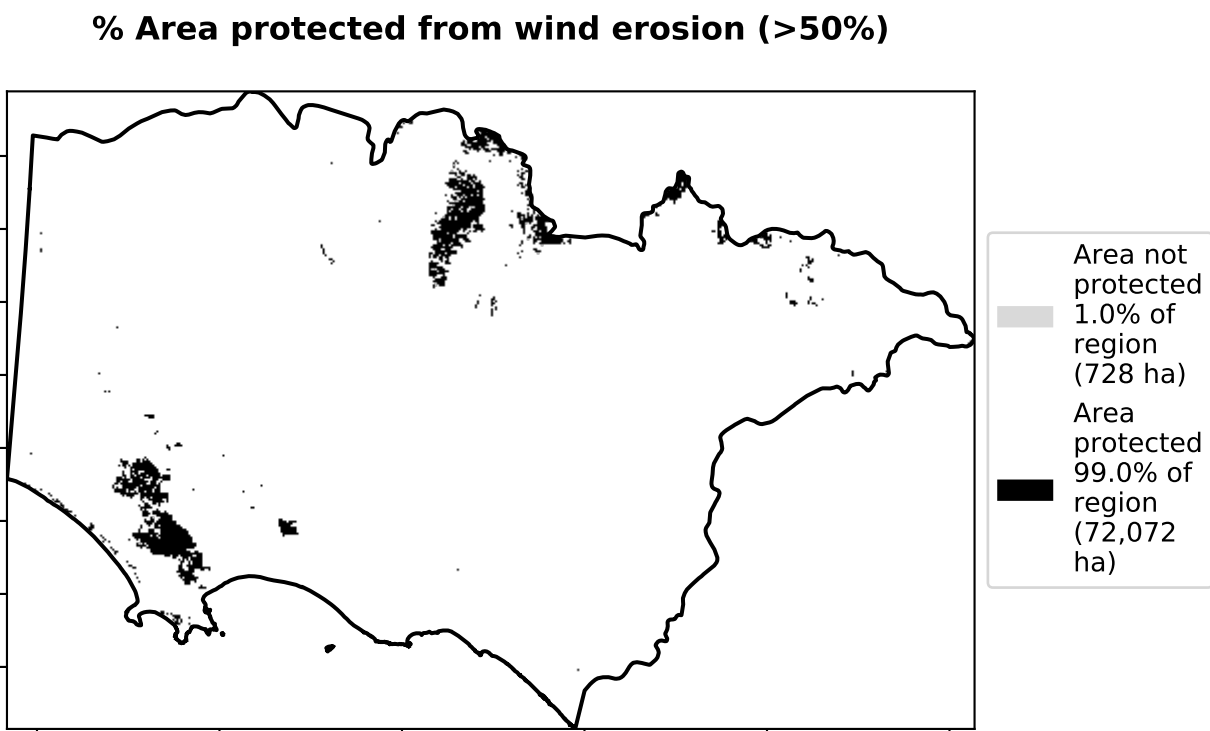 % Area protected from wind erosion (>50%)
Area not
protected
1.0% of
region
(728 ha)
Area
protected
99.0% of
region
(72,072
ha)